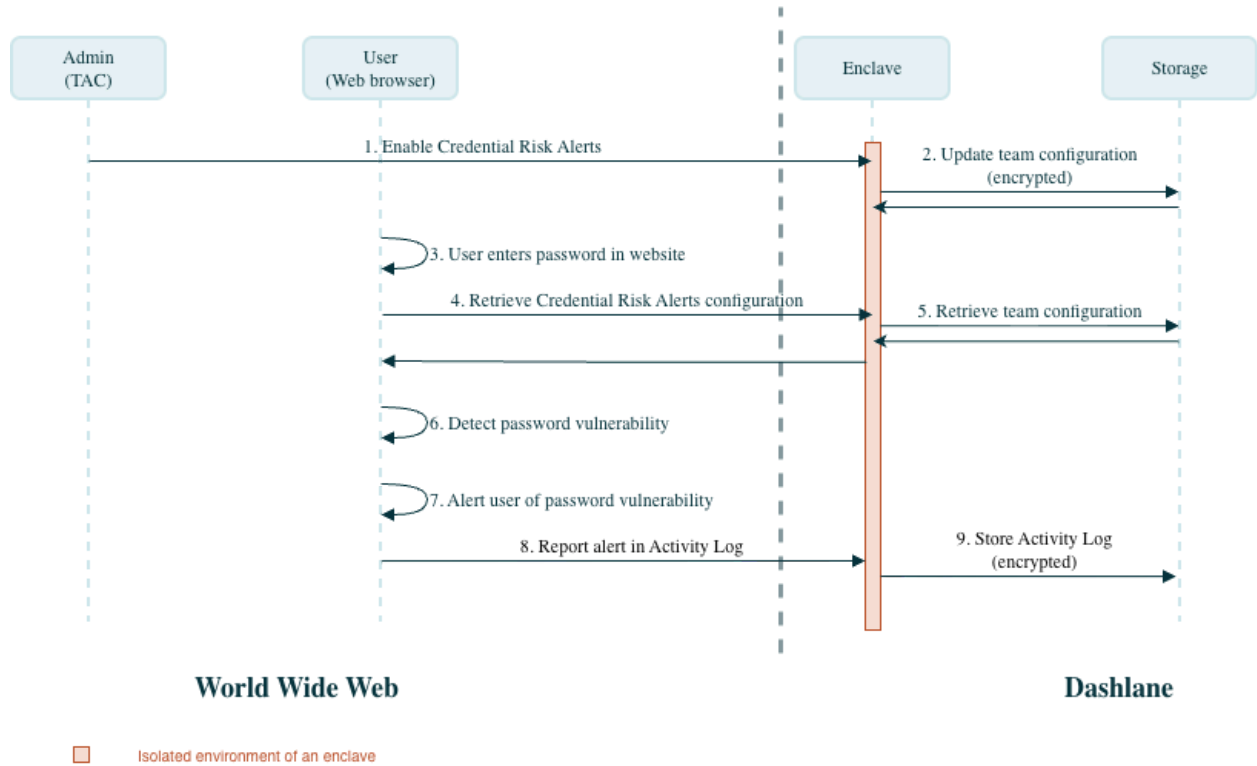 Admin
(TAC)
User
(Web browser)
Enclave
Storage
1. Enable Credential Risk Alerts
2. Update team configuration
(encrypted)
3. User enters password in website
4. Retrieve Credential Risk Alerts configuration
5. Retrieve team configuration
6. Detect password vulnerability
7. Alert user of password vulnerability
8. Report alert in Activity Log
9. Store Activity Log
(encrypted)
World Wide Web
Dashlane
Isolated environment of an enclave